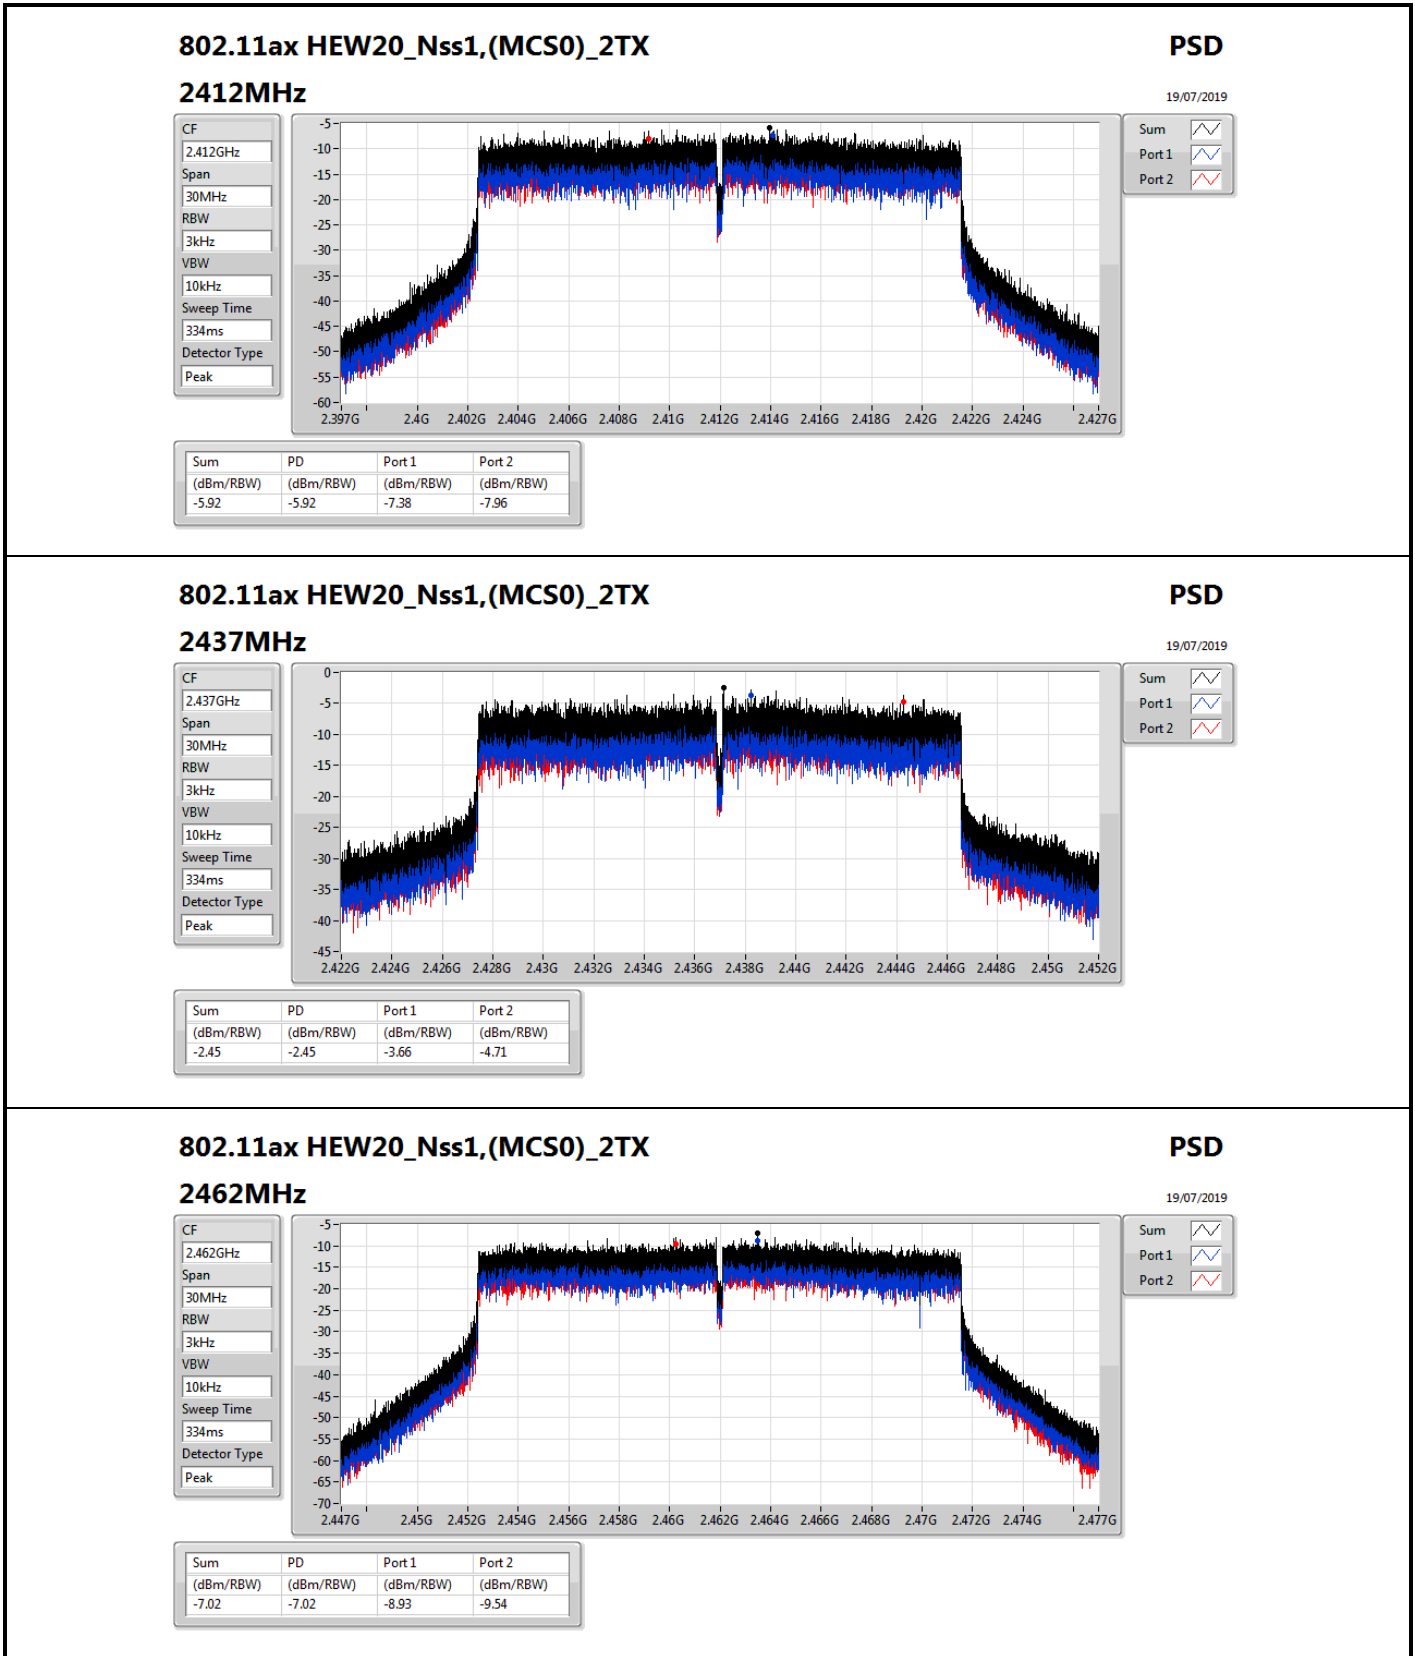 802.11ax HEW20_Nss1,(MCS0)_2TX PSD
2412MHz 19/07/2019
CF
2.412GHz
Span
30MHz
RBW
3kHz
VBW
10kHz
Sweep Time
334ms
Detector Type
Peak
-5
-10
-15
-20
-25
-30
-35
-40
-45
-50
-55
-60
2.397G 2.4G 2.402G 2.404G 2.406G 2.408G 2.41G 2.412G 2.414G 2.416G 2.418G 2.42G 2.422G 2.424G 2.427G
Sum
Port 1
Port 2
Sum PD Port 1 Port 2
(dBm/RBW) (dBm/RBW) (dBm/RBW) (dBm/RBW)
-5.92 -5.92 -7.38 -7.96
802.11ax HEW20_Nss1,(MCS0)_2TX PSD
2437MHz 19/07/2019
CF
2.437GHz
Span
30MHz
RBW
3kHz
VBW
10kHz
Sweep Time
334ms
Detector Type
Peak
0
-5
-10
-15
-20
-25
-30
-35
-40
-45
2.422G 2.424G 2.426G 2.428G 2.43G 2.432G 2.434G 2.436G 2.438G 2.44G 2.442G 2.444G 2.446G 2.448G 2.45G 2.452G
Sum
Port 1
Port 2
Sum PD Port 1 Port 2
(dBm/RBW) (dBm/RBW) (dBm/RBW) (dBm/RBW)
-2.45 -2.45 -3.66 -4.71
802.11ax HEW20_Nss1,(MCS0)_2TX PSD
2462MHz 19/07/2019
CF
2.462GHz
Span
30MHz
RBW
3kHz
VBW
10kHz
Sweep Time
334ms
Detector Type
Peak
-5
-10
-15
-20
-25
-30
-35
-40
-45
-50
-55
-60
-65
-70
2.447G 2.45G 2.452G 2.454G 2.456G 2.458G 2.46G 2.462G 2.464G 2.466G 2.468G 2.47G 2.472G 2.474G 2.477G
Sum
Port 1
Port 2
Sum PD Port 1 Port 2
(dBm/RBW) (dBm/RBW) (dBm/RBW) (dBm/RBW)
-7.02 -7.02 -8.93 -9.54